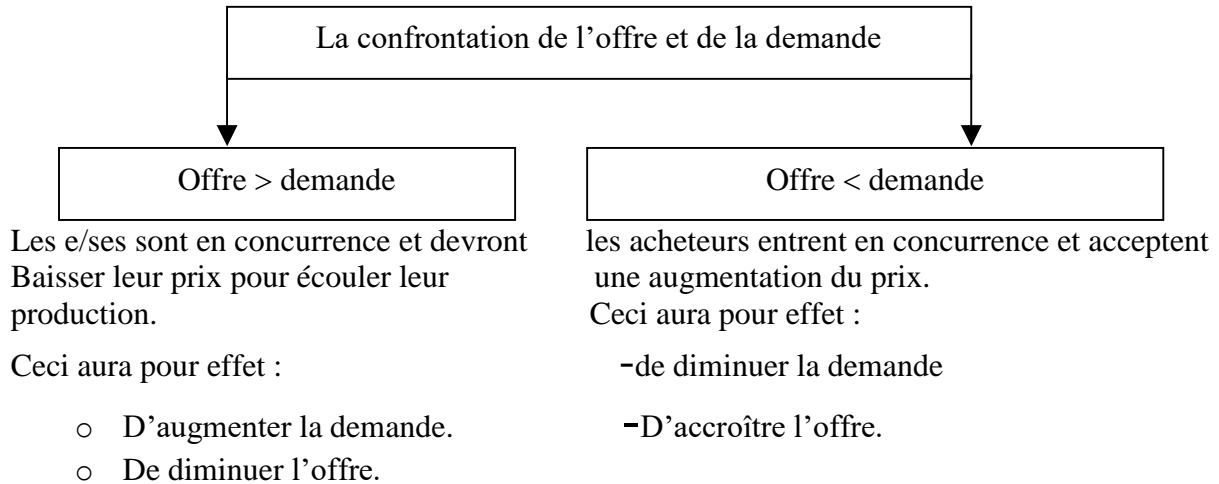 La confrontation de l’offre et de la demande
Offre > demande
Les e/ses sont en concurrence et devront
Baisser leur prix pour écouler leur
production.
Ceci aura pour effet :
o D’augmenter la demande.
o De diminuer l’offre.
Offre < demande
les acheteurs entrent en concurrence et acceptent
une augmentation du prix.
Ceci aura pour effet :
-de diminuer la demande
-D’accroître l’offre.